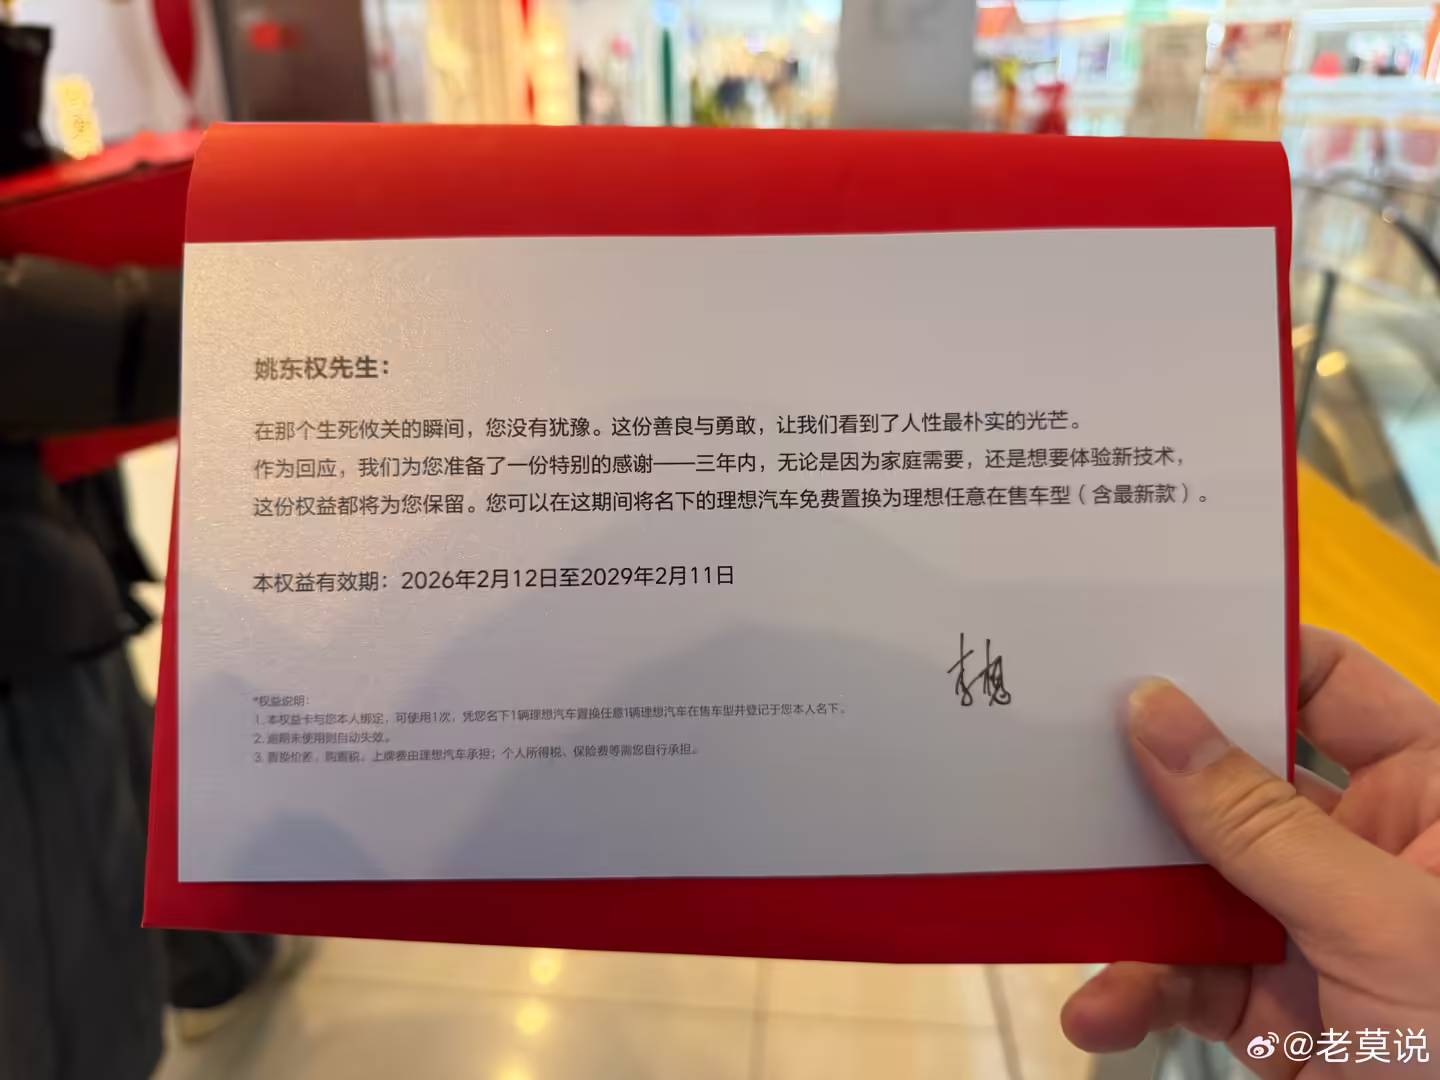 姚东权先生：
在那个生死攸关的瞬间，您没有犹豫。这份善良与勇敢，让我们看到了人性最朴实的光芒。
作为回应，我们为您准备了一份特别的感谢——三年内，无论是因为家庭需要，还是想要体验新技术，
这份权益都将为您保留。您可以在这期间将名下的理想汽车免费置换为理想任意在售车型（含最新款）。
本权益有效期：2026年2月12日至2029年2月11日
李想
*权益说明：
1. 本权益卡与您本人绑定，可使用1次，凭您名下1辆理想汽车置换任意1辆理想汽车在售车型并登记于您本人名下。
2. 逾期未使用则自动失效。
3. 置换价差、购置税、上牌费由理想汽车承担；个人所得税、保险费等需您自行承担。
@老莫说